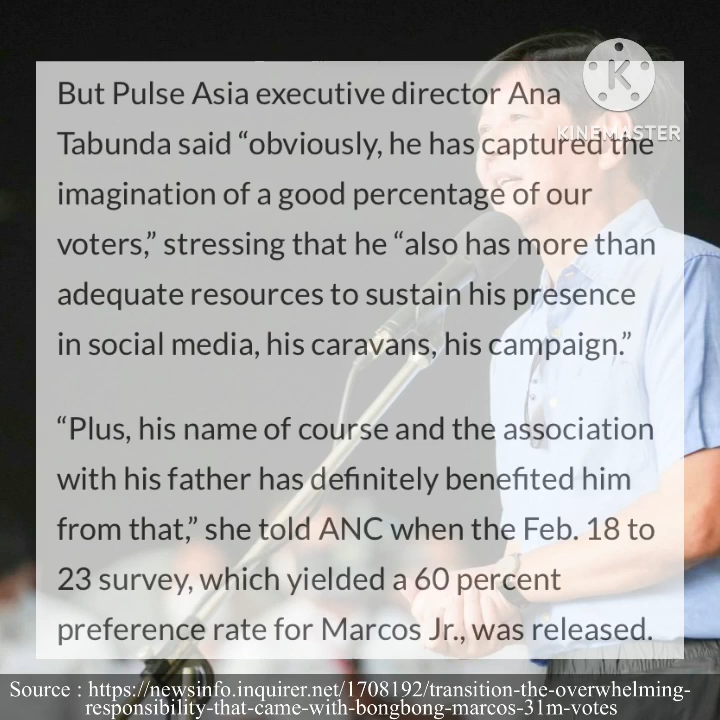 But Pulse Asia executive director Ana
Tabunda said “obviously, he has captured the
imagination of a good percentage of our
voters,” stressing that he “also has more than
adequate resources to sustain his presence
in social media, his caravans, his campaign.”
“Plus, his name of course and the association
with his father has definitely benefited him
from that,” she told ANC when the Feb. 18 to
23 survey, which yielded a 60 percent
preference rate for Marcos Jr., was released.
K
KINEMASTER
Source : https://newsinfo.inquirer.net/1708192/transition-the-overwhelming-
responsibility-that-came-with-bongbong-marcos-31m-votes